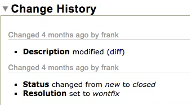 Change History
Changed 4 months ago by frank
Description modified (diff)
Changed 4 months ago by frank
Status changed from new to closed
Resolution set to wontfix